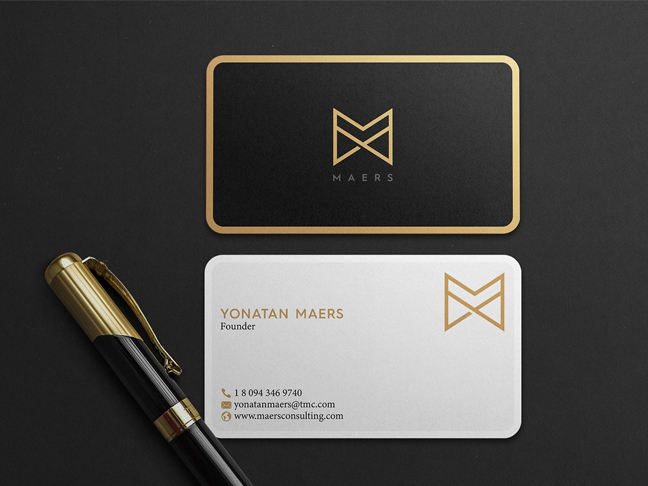 MAERS
YONATAN MAERS
Founder
1 8 094 346 9740
yonatanmaers@tmc.com
www.maersconsulting.com